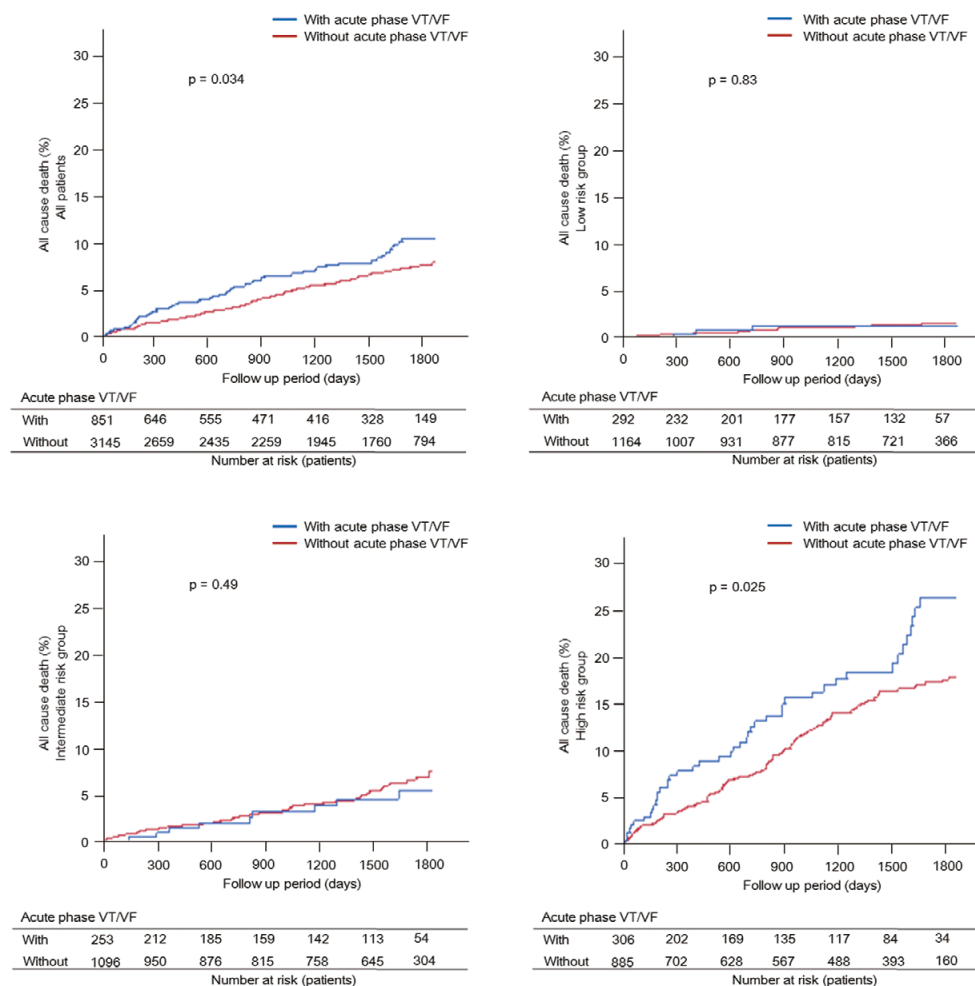 With acute phase VT/VF
Without acute phase VT/VF
p = 0.034
All cause death (%)
All patients
30
25
20
15
10
5
0
0 300 600 900 1200 1500 1800
Follow up period (days)
Acute phase VT/VF
With 851 646 555 471 416 328 149
Without 3145 2659 2435 2259 1945 1760 794
Number at risk (patients)
With acute phase VT/VF
Without acute phase VT/VF
p = 0.83
All cause death (%)
Low risk group
30
25
20
15
10
5
0
0 300 600 900 1200 1500 1800
Follow up period (days)
Acute phase VT/VF
With 292 232 201 177 157 132 57
Without 1164 1007 931 877 815 721 366
Number at risk (patients)
With acute phase VT/VF
Without acute phase VT/VF
p = 0.49
All cause death (%)
Intermediate risk group
30
25
20
15
10
5
0
0 300 600 900 1200 1500 1800
Follow up period (days)
Acute phase VT/VF
With 253 212 185 159 142 113 54
Without 1096 950 876 815 758 645 304
Number at risk (patients)
With acute phase VT/VF
Without acute phase VT/VF
p = 0.025
All cause death (%)
High risk group
30
25
20
15
10
5
0
0 300 600 900 1200 1500 1800
Follow up period (days)
Acute phase VT/VF
With 306 202 169 135 117 84 34
Without 885 702 628 567 488 393 160
Number at risk (patients)